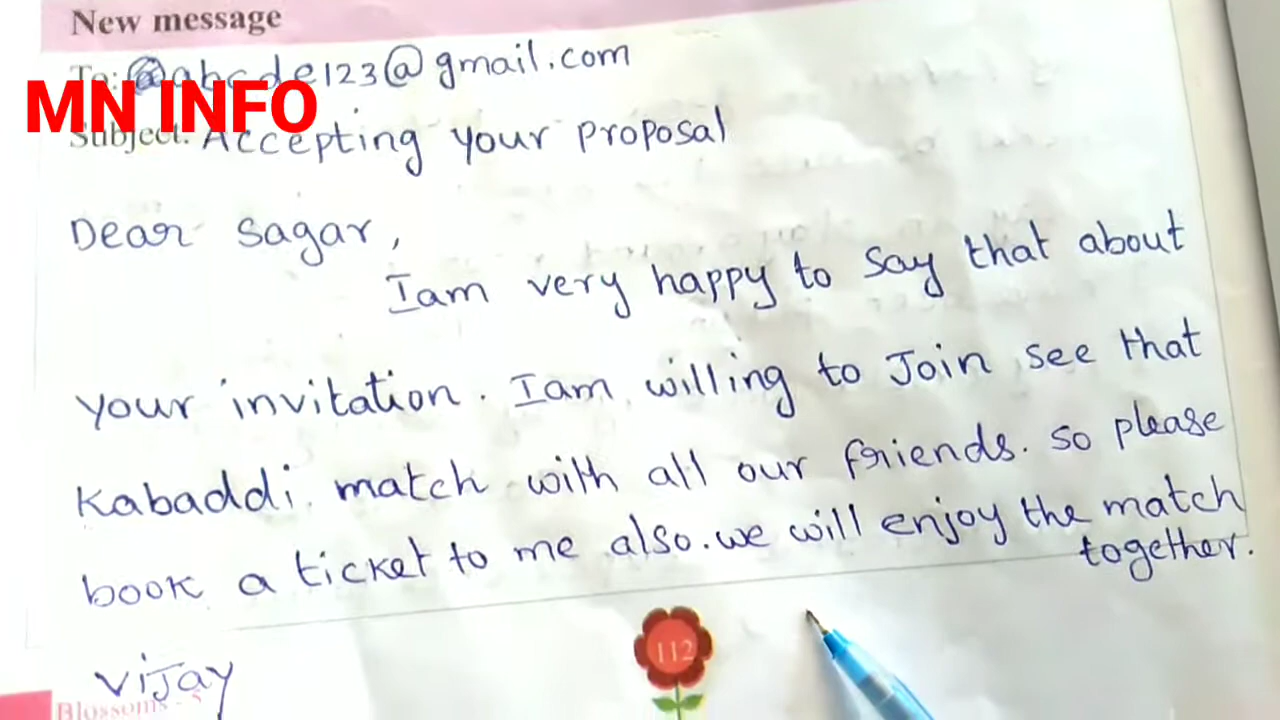 New message
To: @abcde123@gmail.com
MN INFO
Subject: Accepting your proposal
Dear Sagar,
Iam very happy to say that about
your invitation. Iam willing to Join see that
Kabaddi. match with all our friends. so please
book a ticket to me also. we will enjoy the match
together.
112
Vijay
Blossoms - 5